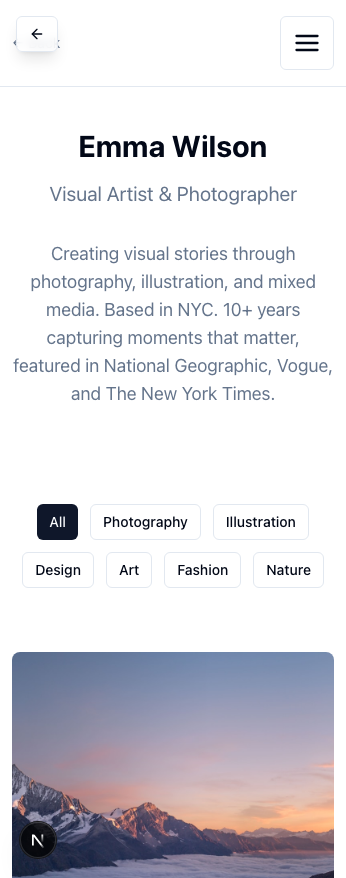 Emma Wilson
Visual Artist & Photographer
Creating visual stories through
photography, illustration, and mixed
media. Based in NYC. 10+ years
capturing moments that matter,
featured in National Geographic, Vogue,
and The New York Times.
All
Photography
Illustration
Design
Art
Fashion
Nature
N